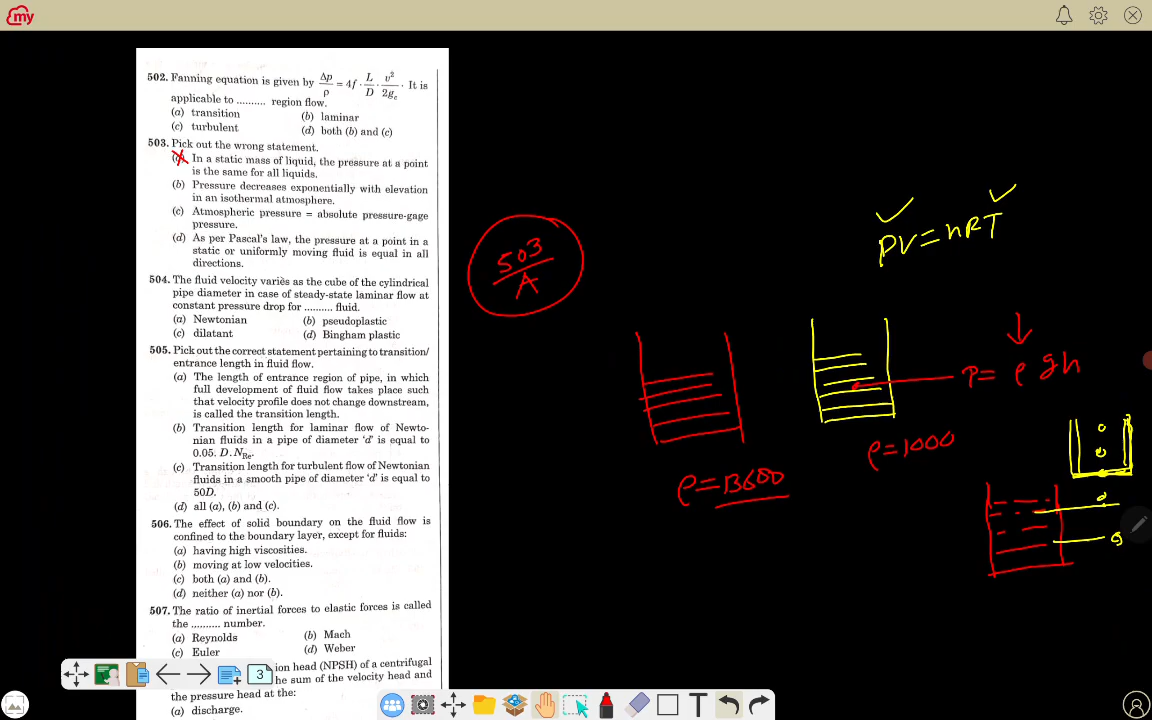 my
502. Fanning equation is given by Δp/ρ = 4f · L/D · v²/2g_c . It is
applicable to .......... region flow.
(a) transition (b) laminar
(c) turbulent (d) both (b) and (c)
503. Pick out the wrong statement.
In a static mass of liquid, the pressure at a point
is the same for all liquids.
(b) Pressure decreases exponentially with elevation
in an isothermal atmosphere.
(c) Atmospheric pressure = absolute pressure-gage
pressure.
(d) As per Pascal's law, the pressure at a point in a
static or uniformly moving fluid is equal in all
directions.
504. The fluid velocity varies as the cube of the cylindrical
pipe diameter in case of steady-state laminar flow at
constant pressure drop for .......... fluid.
(a) Newtonian (b) pseudoplastic
(c) dilatant (d) Bingham plastic
505. Pick out the correct statement pertaining to transition/
entrance length in fluid flow.
(a) The length of entrance region of pipe, in which
full development of fluid flow takes place such
that velocity profile does not change downstream,
is called the transition length.
(b) Transition length for laminar flow of Newto-
nian fluids in a pipe of diameter 'd' is equal to
0.05. D.N_Re.
(c) Transition length for turbulent flow of Newtonian
fluids in a smooth pipe of diameter 'd' is equal to
50D.
(d) all (a), (b) and (c).
506. The effect of solid boundary on the fluid flow is
confined to the boundary layer, except for fluids:
(a) having high viscosities.
(b) moving at low velocities.
(c) both (a) and (b).
(d) neither (a) nor (b).
507. The ratio of inertial forces to elastic forces is called
the .......... number.
(a) Reynolds (b) Mach
(c) Euler (d) Weber
ion head (NPSH) of a centrifugal
he sum of the velocity head and
the pressure head at the:
(a) discharge.
503
A
PV = nRT
P = ρgh
ρ = 1000
ρ = 13600
3
T